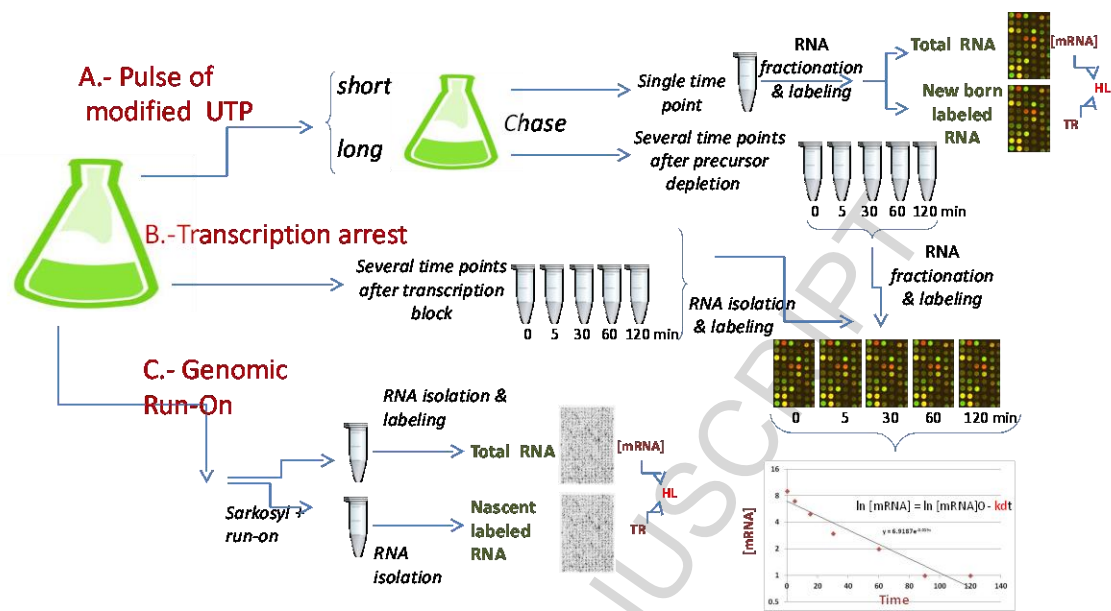 A.- Pulse of
modified UTP
short
long
Chase
Single time
point
RNA
fractionation
& labeling
Total RNA
New born
labeled
RNA
[mRNA]
HL
TR
Several time points
after precursor
depletion
0 5 30 60 120 min
RNA
fractionation
& labeling
B.-Transcription arrest
Several time points
after transcription
block
0 5 30 60 120 min
RNA isolation
& labeling
0 5 30 60 120 min
C.- Genomic
Run-On
Sarkosyl +
run-on
RNA isolation &
labeling
Total RNA
RNA
isolation
Nascent
labeled
RNA
[mRNA]
HL
TR
[mRNA]
16
8
4
2
1
0.5
ln [mRNA] = ln [mRNA]0 - kdt
0 20 40 60 80 100 120 140
Time
USCRIPT